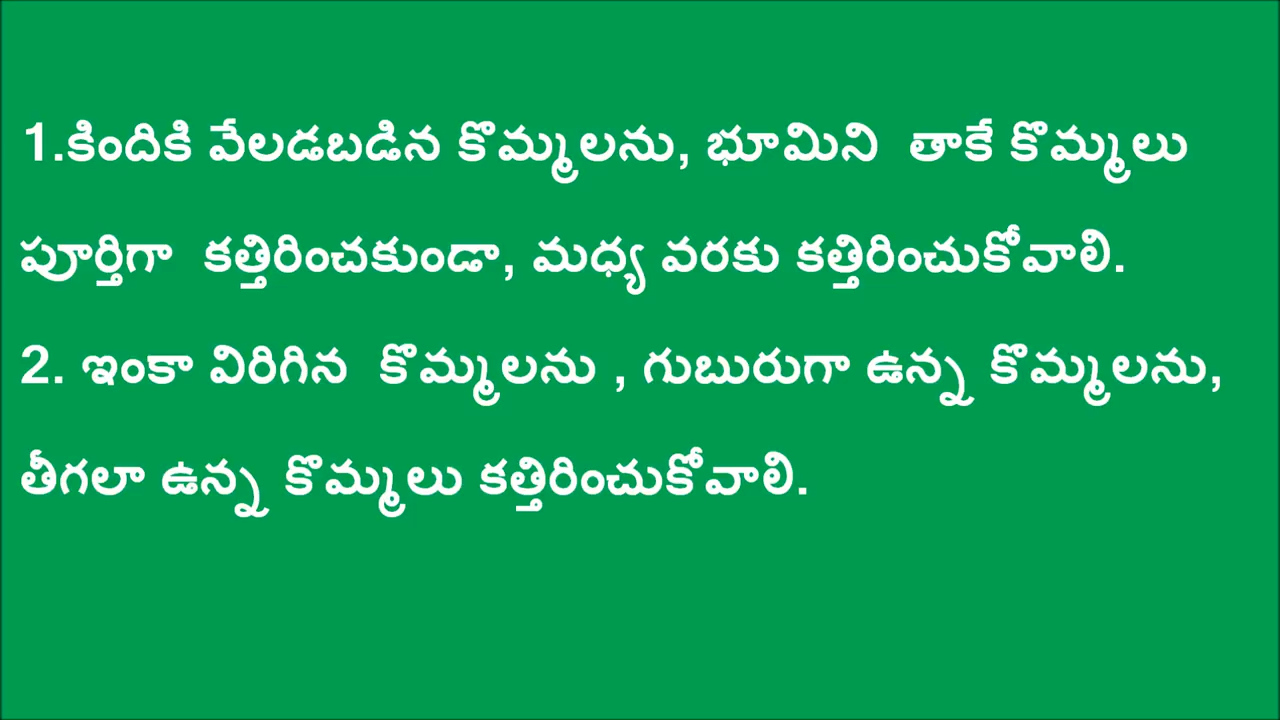 1.కిందికి వేలడబడిన కొమ్మలను, భూమిని తాకే కొమ్మలు
పూర్తిగా కత్తిరించకుండా, మధ్య వరకు కత్తిరించుకోవాలి.
2. ఇంకా విరిగిన కొమ్మలను , గుబురుగా ఉన్న కొమ్మలను,
తీగలా ఉన్న కొమ్మలు కత్తిరించుకోవాలి.